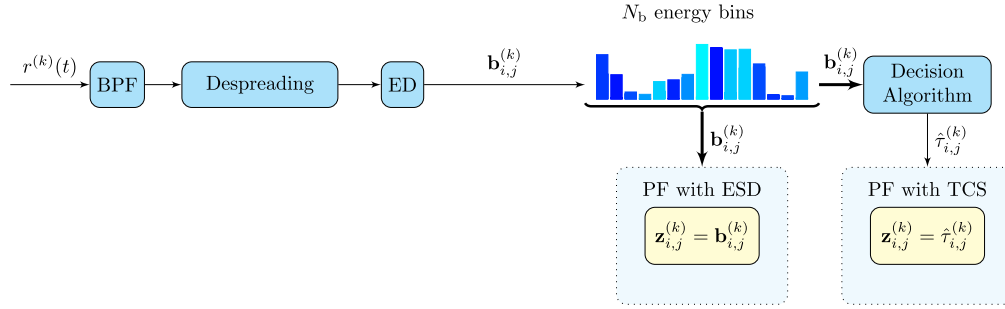 N_b energy bins
r^{(k)}(t)
BPF
Despreading
ED
b_{i,j}^{(k)}
b_{i,j}^{(k)}
Decision
Algorithm
b_{i,j}^{(k)}
τ̂_{i,j}^{(k)}
PF with ESD
z_{i,j}^{(k)} = b_{i,j}^{(k)}
PF with TCS
z_{i,j}^{(k)} = τ̂_{i,j}^{(k)}